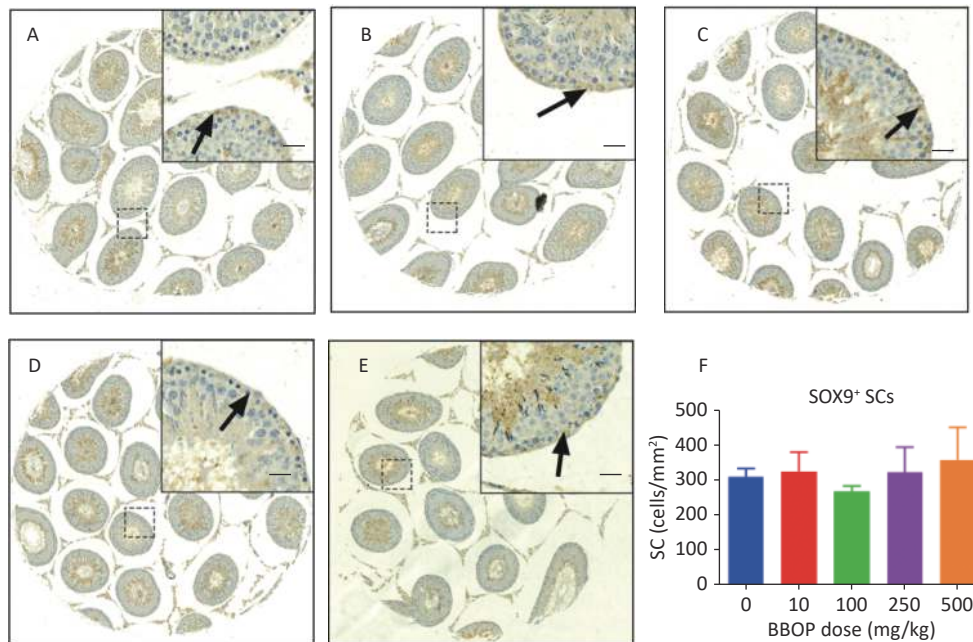 A
B
C
D
E
F
SOX9⁺ SCs
SC (cells/mm²)
500
400
300
200
100
0
0 10 100 250 500
BBOP dose (mg/kg)